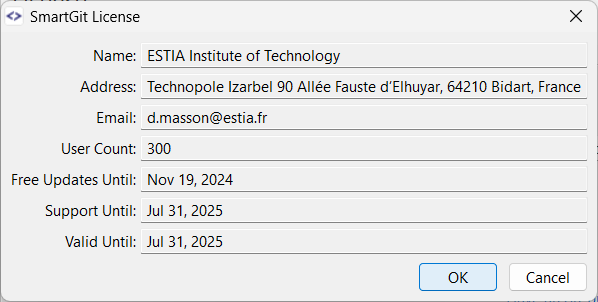 SmartGit License
Name: ESTIA Institute of Technology
Address: Technopole Izarbel 90 Allée Fauste d'Elhuyar, 64210 Bidart, France
Email: d.masson@estia.fr
User Count: 300
Free Updates Until: Nov 19, 2024
Support Until: Jul 31, 2025
Valid Until: Jul 31, 2025
OK Cancel